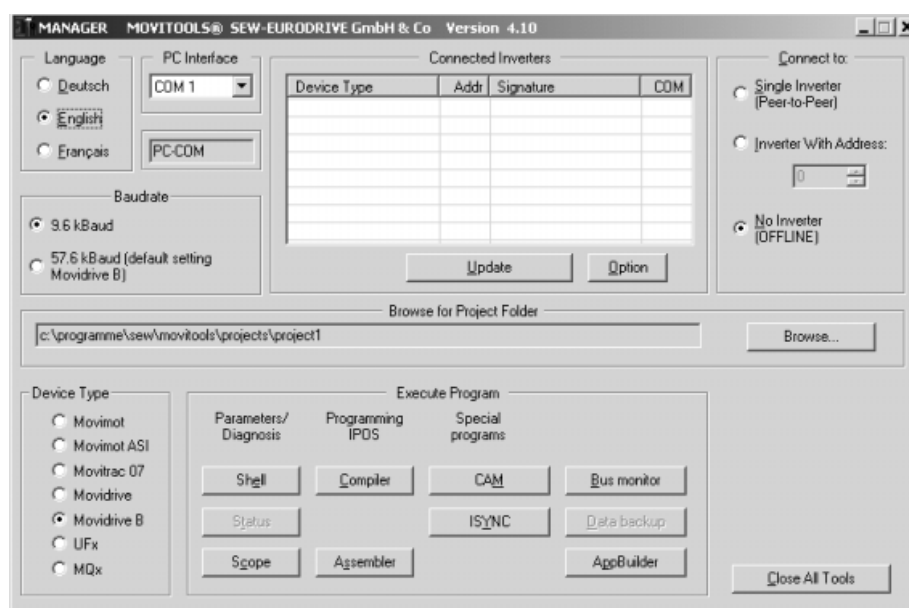 MANAGER MOVITOOLS® SEW-EURODRIVE GmbH & Co Version 4.10
Language
Deutsch
English
Français
PC Interface
COM 1
PC-COM
Baudrate
9.6 kBaud
57.6 kBaud (default setting
Movidrive B)
Connected Inverters
Device Type Addr Signature COM
Update Option
Connect to:
Single Inverter
(Peer-to-Peer)
Inverter With Address:
0
No Inverter
(OFFLINE)
Browse for Project Folder
c:\programme\sew\movitools\projects\project1
Browse...
Device Type
Movimot
Movimot ASI
Movitrac 07
Movidrive
Movidrive B
UFx
MQx
Execute Program
Parameters/
Diagnosis
Programming
IPOS
Special
programs
Shell Compiler CAM Bus monitor
Status ISYNC Data backup
Scope Assembler AppBuilder
Close All Tools